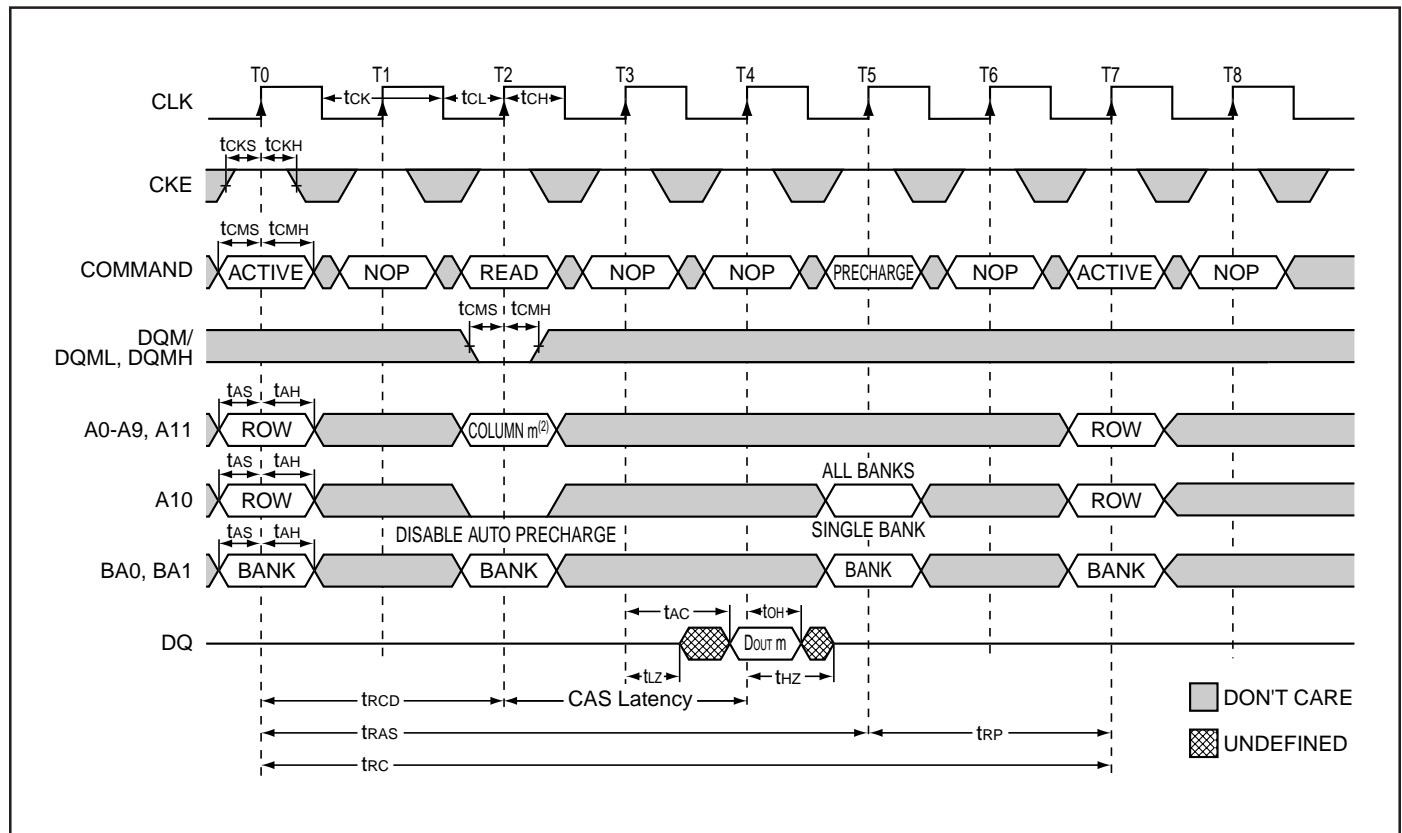 T0 T1 T2 T3 T4 T5 T6 T7 T8
CLK
tCK tCL tCH
tCKS tCKH
CKE
tCMS tCMH
COMMAND ACTIVE NOP READ NOP NOP PRECHARGE NOP ACTIVE NOP
tCMS tCMH
DQM/
DQML, DQMH
tAS tAH
A0-A9, A11 ROW COLUMN m(2) ROW
tAS tAH ALL BANKS
A10 ROW ROW
DISABLE AUTO PRECHARGE SINGLE BANK
tAS tAH
BA0, BA1 BANK BANK BANK BANK
tAC tOH
DQ DOUT m
tLZ tHZ
tRCD CAS Latency
DON'T CARE
tRAS tRP
UNDEFINED
tRC